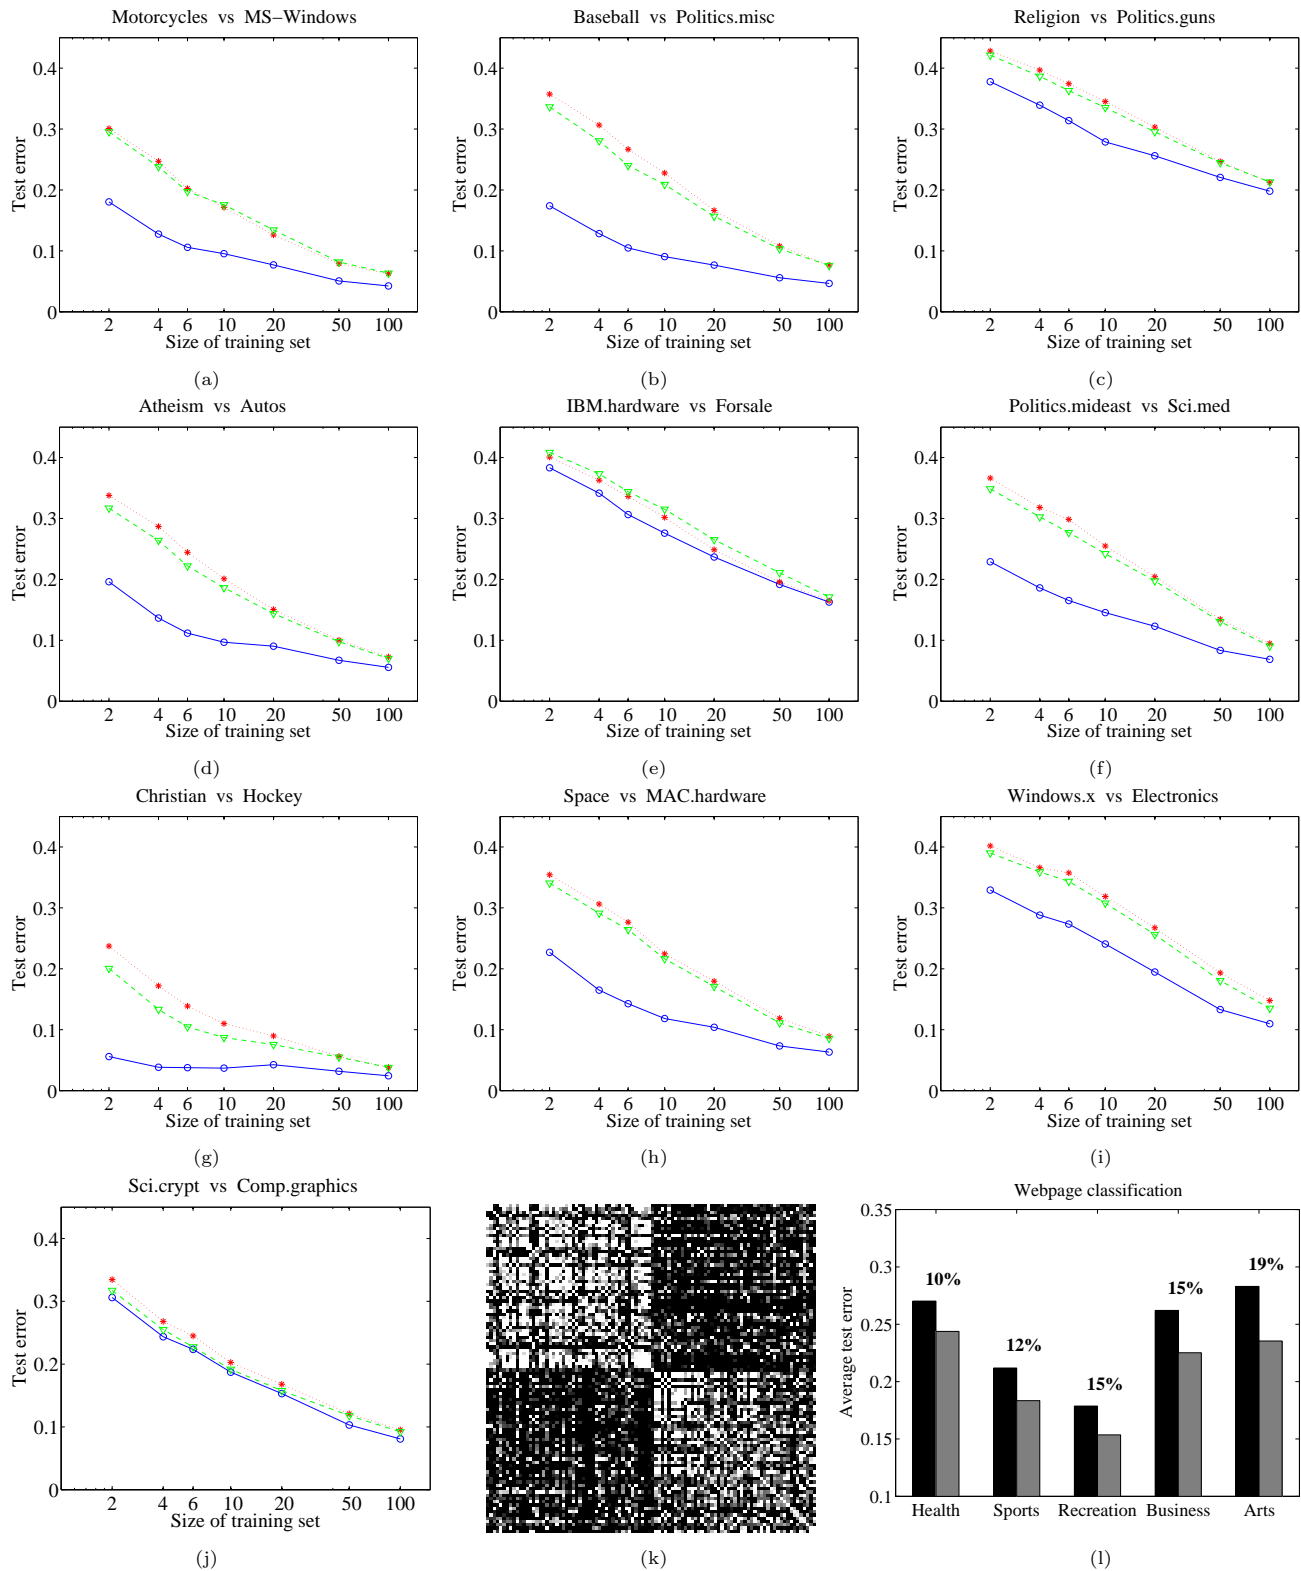 Motorcycles vs MS−Windows
0.4
0.3
0.2
0.1
0
Test error
2 4 6 10 20 50 100
Size of training set
(a)
Baseball vs Politics.misc
0.4
0.3
0.2
0.1
0
Test error
2 4 6 10 20 50 100
Size of training set
(b)
Religion vs Politics.guns
0.4
0.3
0.2
0.1
0
Test error
2 4 6 10 20 50 100
Size of training set
(c)
Atheism vs Autos
0.4
0.3
0.2
0.1
0
Test error
2 4 6 10 20 50 100
Size of training set
(d)
IBM.hardware vs Forsale
0.4
0.3
0.2
0.1
0
Test error
2 4 6 10 20 50 100
Size of training set
(e)
Politics.mideast vs Sci.med
0.4
0.3
0.2
0.1
0
Test error
2 4 6 10 20 50 100
Size of training set
(f)
Christian vs Hockey
0.4
0.3
0.2
0.1
0
Test error
2 4 6 10 20 50 100
Size of training set
(g)
Space vs MAC.hardware
0.4
0.3
0.2
0.1
0
Test error
2 4 6 10 20 50 100
Size of training set
(h)
Windows.x vs Electronics
0.4
0.3
0.2
0.1
0
Test error
2 4 6 10 20 50 100
Size of training set
(i)
Sci.crypt vs Comp.graphics
0.4
0.3
0.2
0.1
0
Test error
2 4 6 10 20 50 100
Size of training set
(j)
(k)
Webpage classification
0.35
0.3
0.25
0.2
0.15
0.1
Average test error
10%
12%
15%
15%
19%
Health Sports Recreation Business Arts
(l)